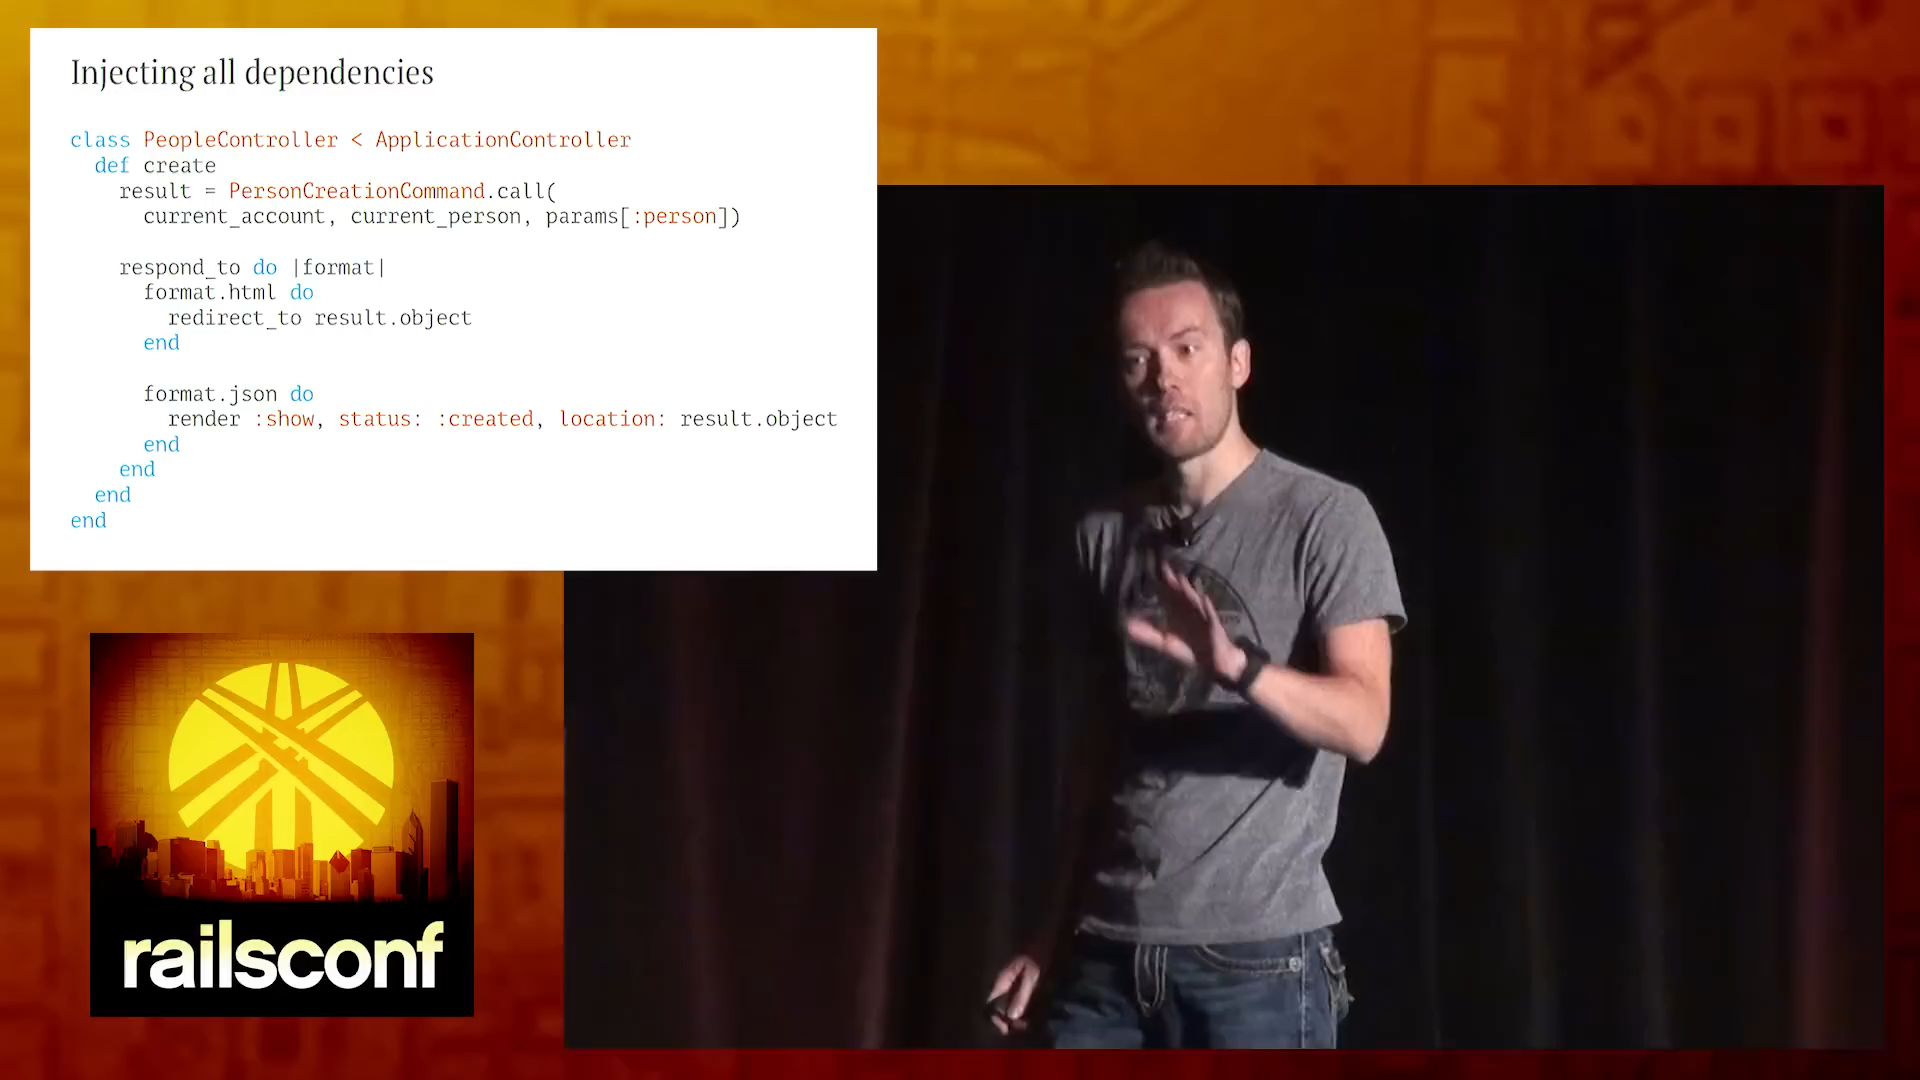 Injecting all dependencies
class PeopleController < ApplicationController
def create
result = PersonCreationCommand.call(
current_account, current_person, params[:person])
respond_to do |format|
format.html do
redirect_to result.object
end
format.json do
render :show, status: :created, location: result.object
end
end
end
end
railsconf